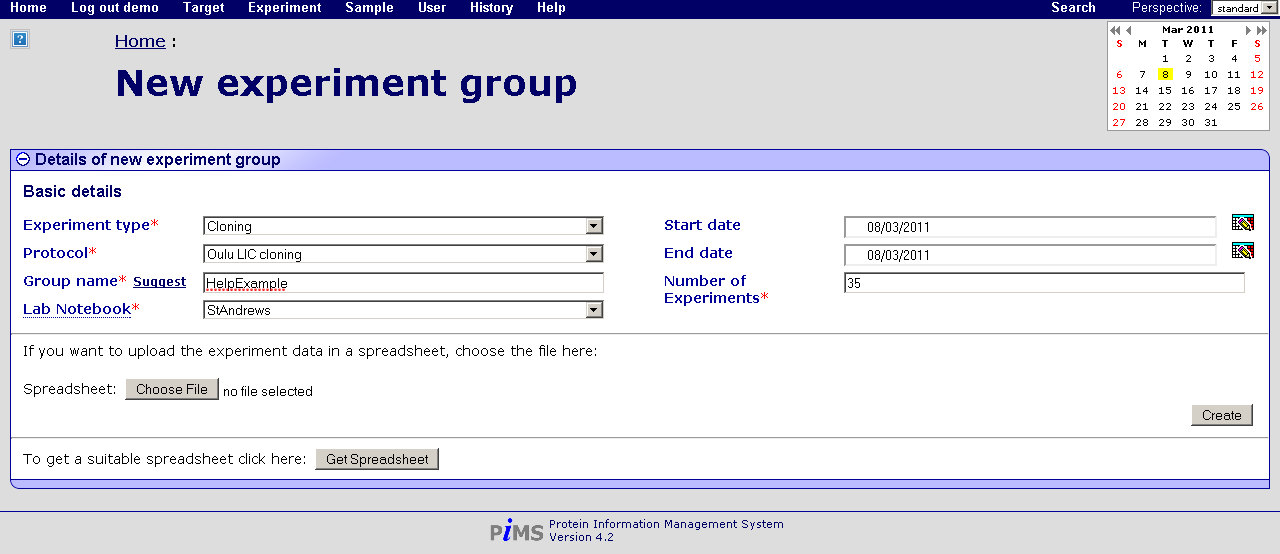 Home Log out demo Target Experiment Sample User History Help Search Perspective: standard
?
Home :
New experiment group
Mar 2011
S M T W T F S
1 2 3 4 5
6 7 8 9 10 11 12
13 14 15 16 17 18 19
20 21 22 23 24 25 26
27 28 29 30 31
Details of new experiment group
Basic details
Experiment type* Cloning
Protocol* Oulu LIC cloning
Group name* Suggest HelpExample
Lab Notebook* StAndrews
Start date 08/03/2011
End date 08/03/2011
Number of
Experiments* 35
If you want to upload the experiment data in a spreadsheet, choose the file here:
Spreadsheet: Choose File no file selected
Create
To get a suitable spreadsheet click here: Get Spreadsheet
PiMS Protein Information Management System
Version 4.2